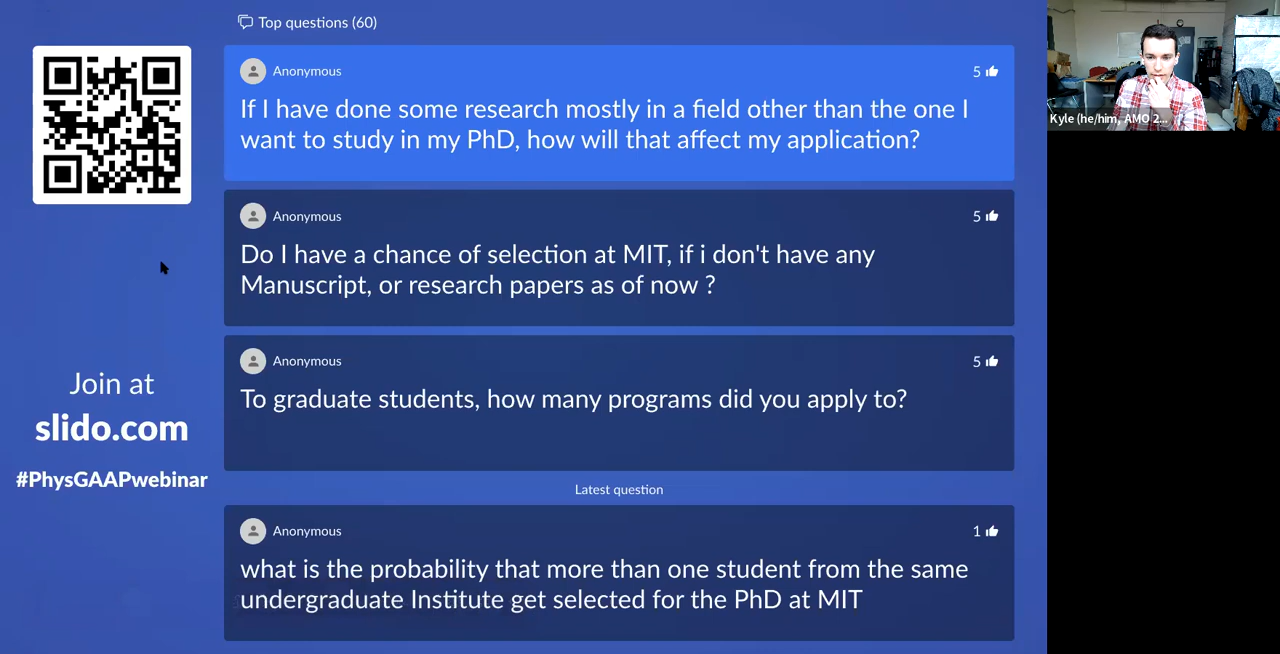 Top questions (60)
Anonymous
5
If I have done some research mostly in a field other than the one I
want to study in my PhD, how will that affect my application?
Anonymous
5
Do I have a chance of selection at MIT, if i don't have any
Manuscript, or research papers as of now ?
Anonymous
5
To graduate students, how many programs did you apply to?
Latest question
Anonymous
1
what is the probability that more than one student from the same
undergraduate Institute get selected for the PhD at MIT
Join at
slido.com
#PhysGAAPwebinar
Kyle (he/him, AMO 2...